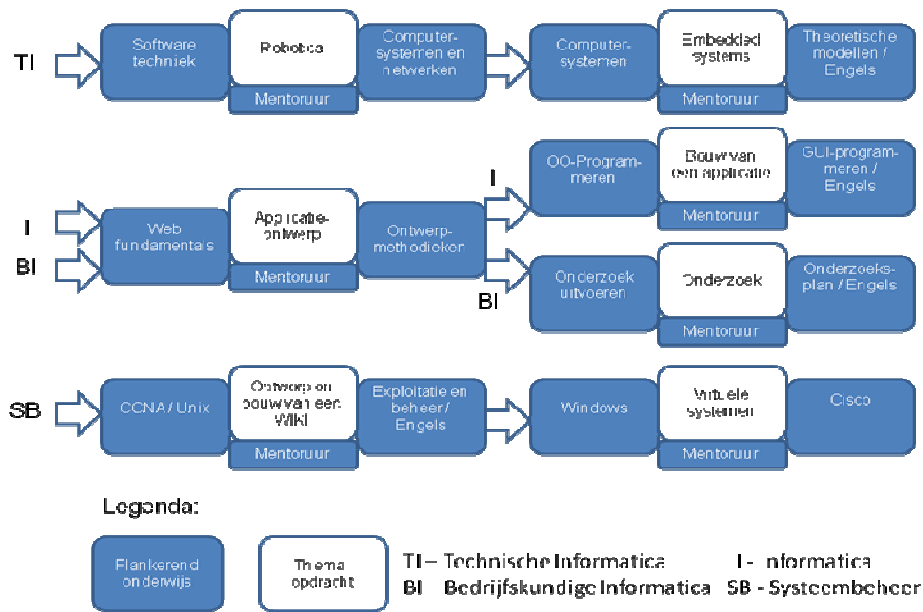 TI
Software
techniek
Robotica
Mentoruur
Computer-
systemen en
netwerken
Computer-
systemen
Embedded
systems
Mentoruur
Theoretische
modellen /
Engels
I
BI
Web
fundamentals
Applicatie-
ontwerp
Mentoruur
Ontwerp-
methodieken
I
OO-Program-
meren
Bouw van
een applicatie
Mentoruur
GUI-program-
meren /
Engels
BI
Onderzoek
uitvoeren
Onderzoek
Mentoruur
Onderzoeks-
plan / Engels
SB
CCNA / Unix
Ontwerp en
bouw van een
Wiki
Mentoruur
Exploitatie en
beheer /
Engels
Windows
Virtuele
systemen
Mentoruur
Cisco
Legenda:
Flankerend
onderwijs
Thema
opdracht
TI – Technische Informatica I - Informatica
BI - Bedrijfskundige Informatica SB - Systeembeheer